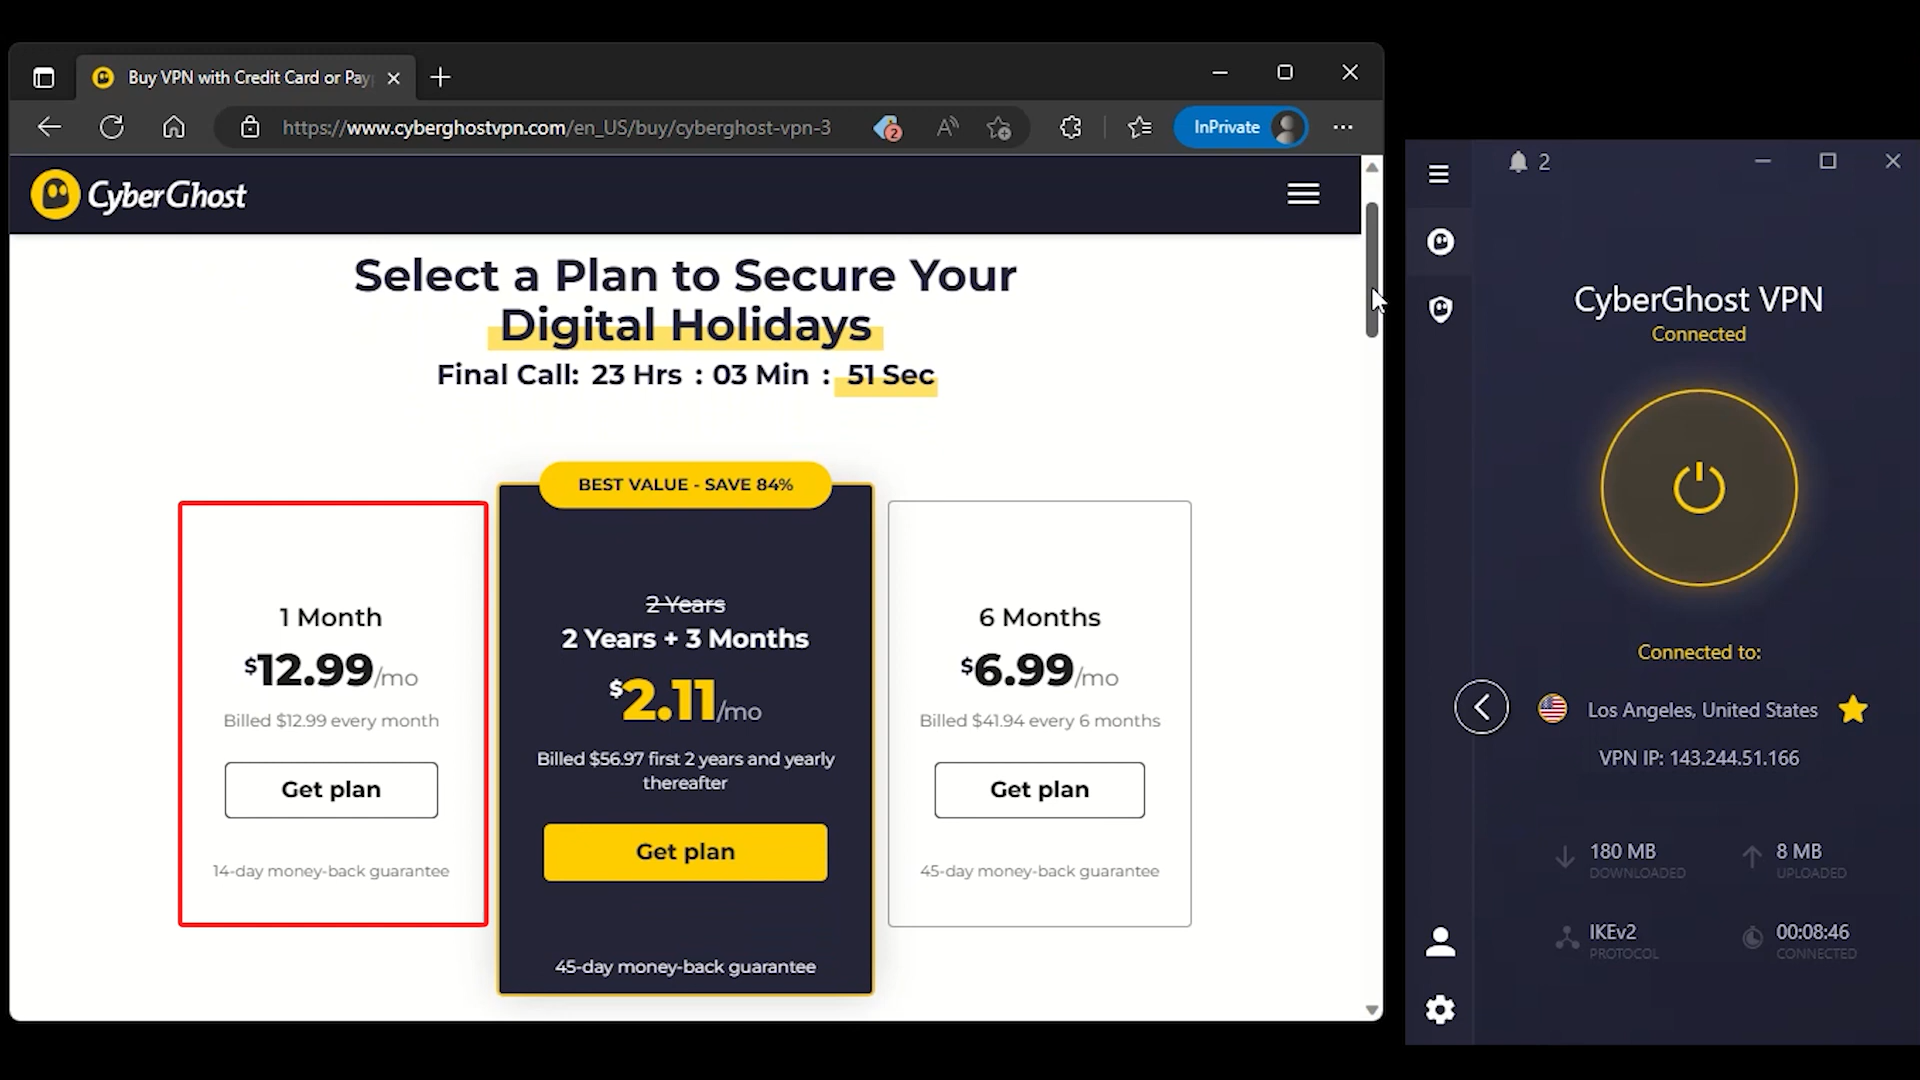 Buy VPN with Credit Card or Pay
https://www.cyberghostvpn.com/en_US/buy/cyberghost-vpn-3
2
InPrivate
CyberGhost
Select a Plan to Secure Your
Digital Holidays
Final Call: 23 Hrs : 03 Min : 51 Sec
BEST VALUE - SAVE 84%
1 Month
$12.99/mo
Billed $12.99 every month
Get plan
14-day money-back guarantee
2 Years
2 Years + 3 Months
$2.11/mo
Billed $56.97 first 2 years and yearly
thereafter
Get plan
45-day money-back guarantee
6 Months
$6.99/mo
Billed $41.94 every 6 months
Get plan
45-day money-back guarantee
2
CyberGhost VPN
Connected
Connected to:
Los Angeles, United States
VPN IP: 143.244.51.166
180 MB
DOWNLOADED
8 MB
UPLOADED
IKEv2
PROTOCOL
00:08:46
CONNECTED